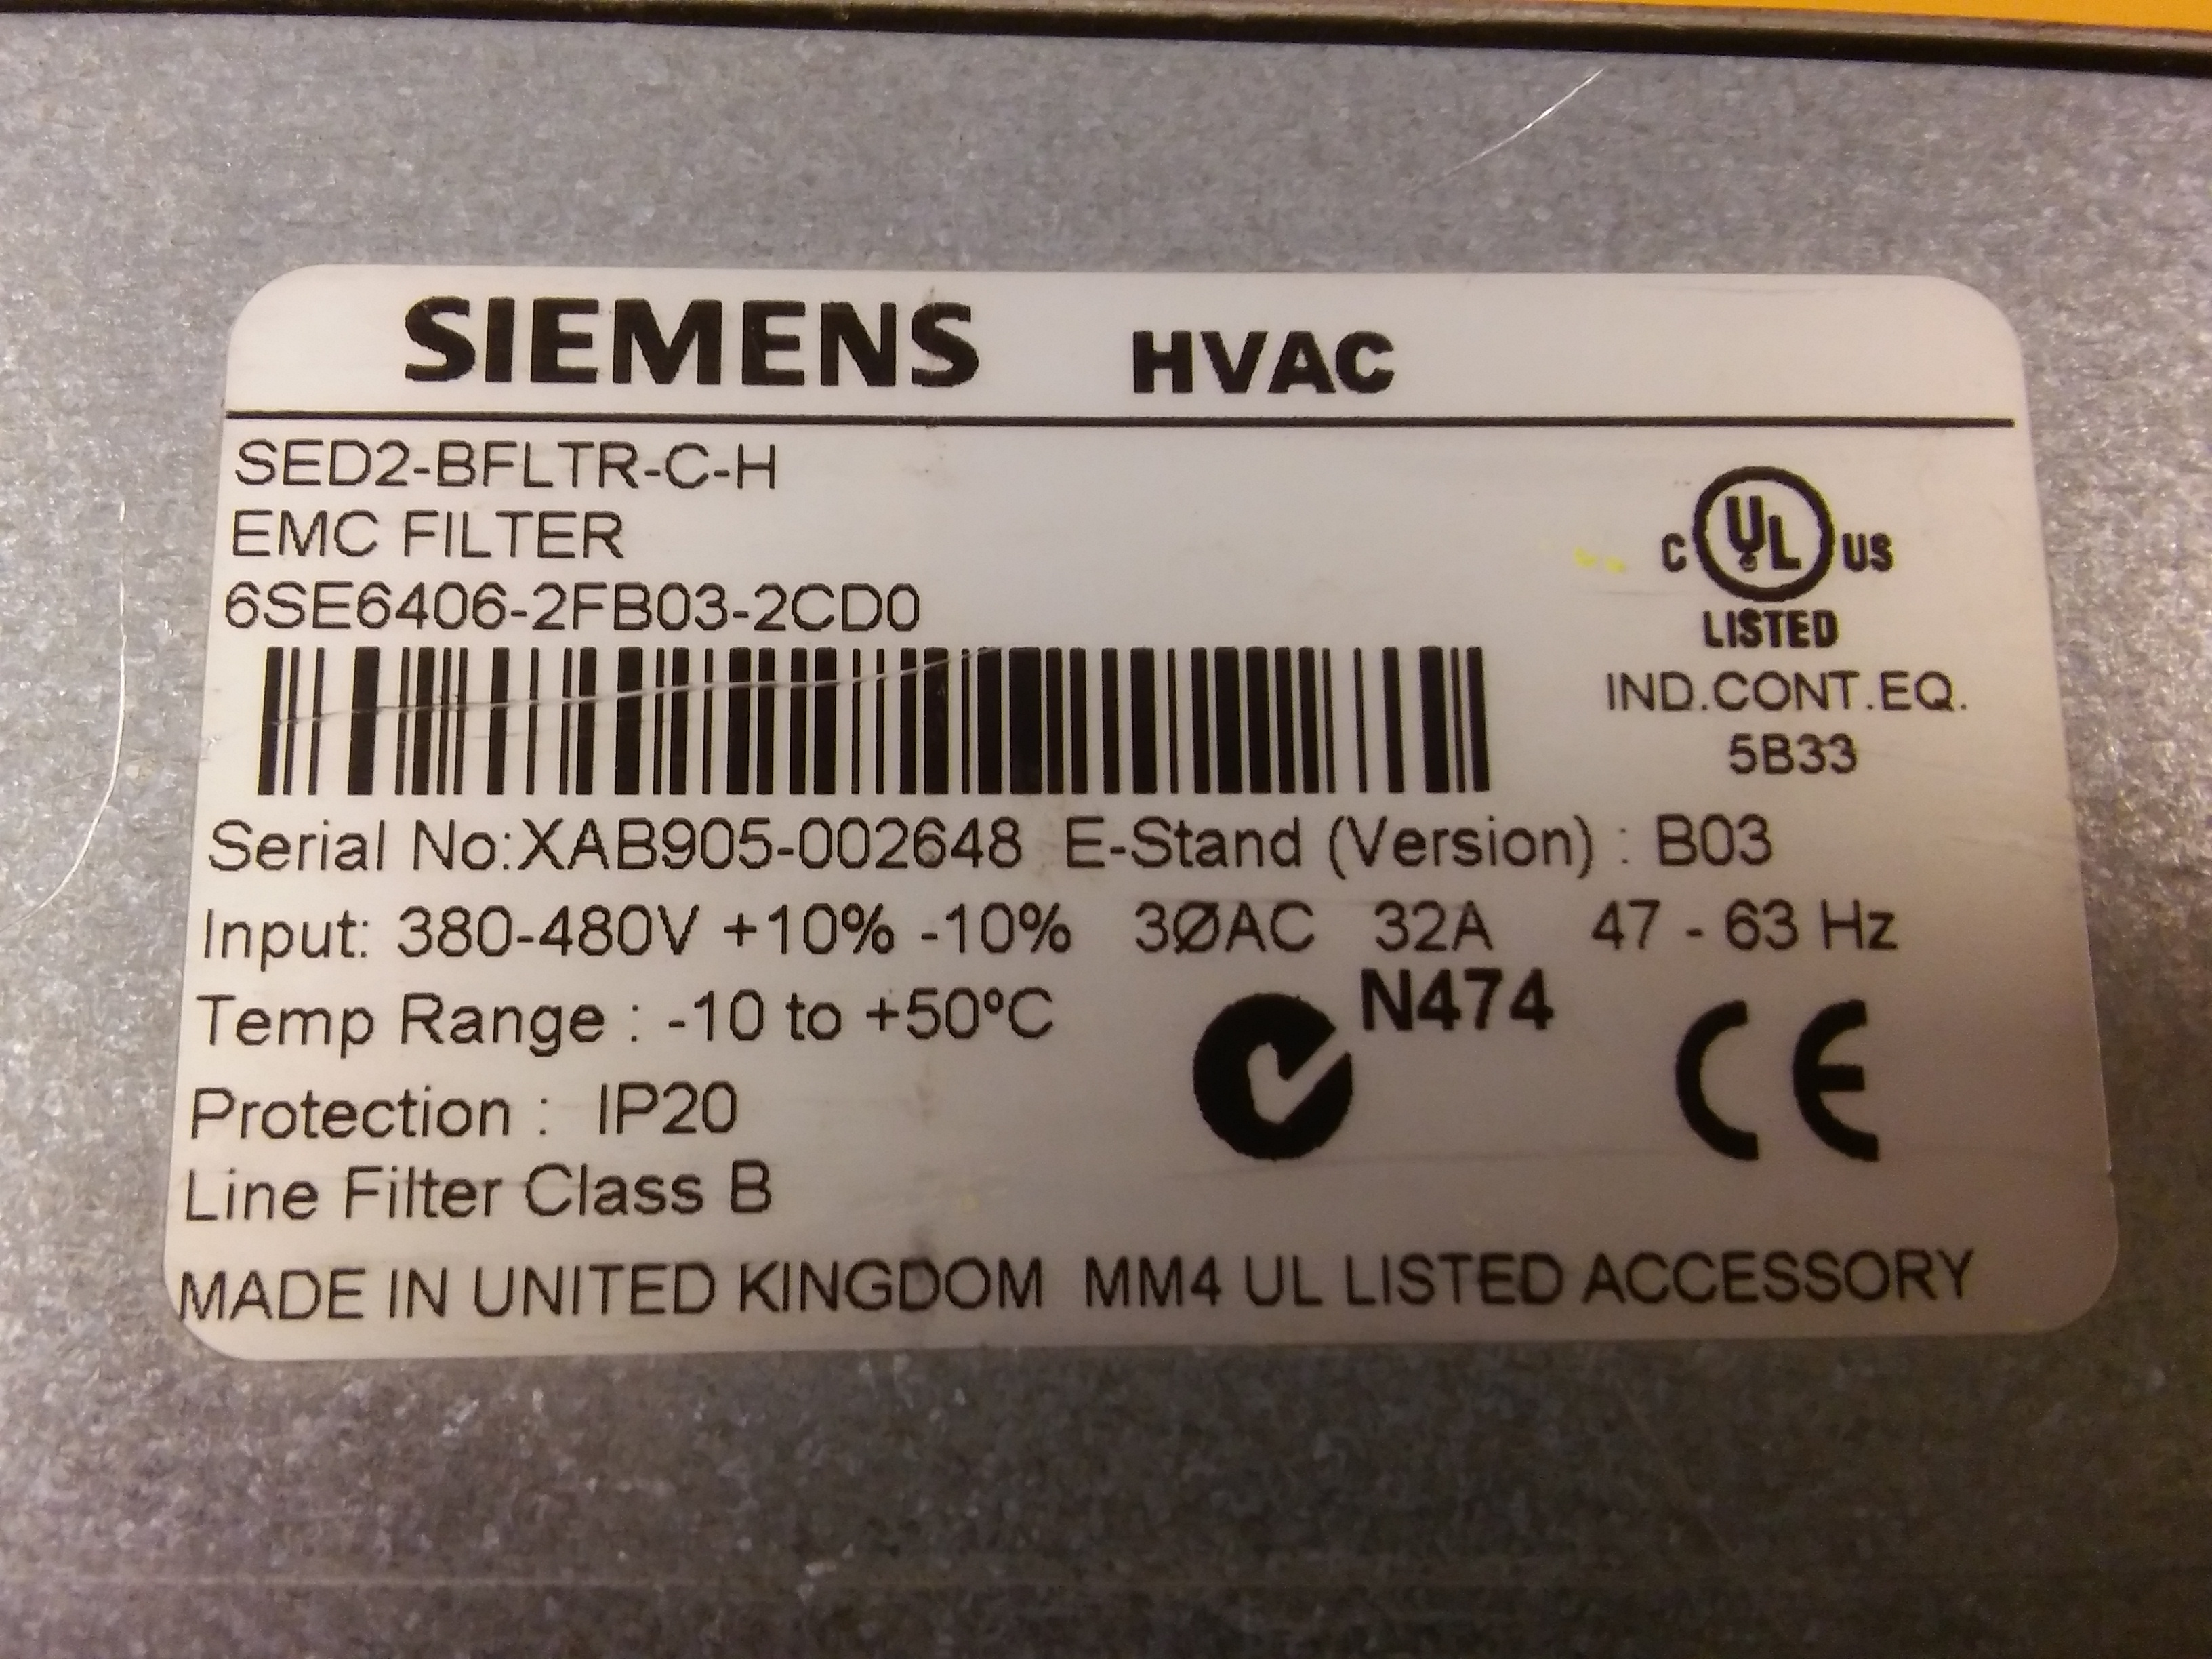 SIEMENS HVAC
SED2-BFLTR-C-H
EMC FILTER
6SE6406-2FB03-2CD0
C UL US
LISTED
IND.CONT.EQ.
5B33
Serial No:XAB905-002648 E-Stand (Version) : B03
Input: 380-480V +10% -10% 3ØAC 32A 47 - 63 Hz
Temp Range : -10 to +50ºC
N474
CE
Protection : IP20
Line Filter Class B
MADE IN UNITED KINGDOM MM4 UL LISTED ACCESSORY